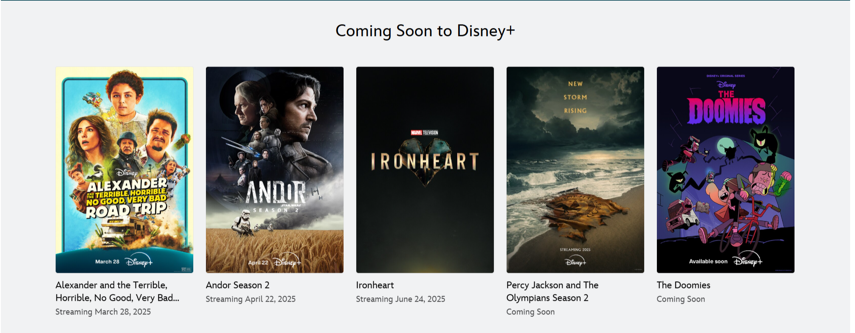 Coming Soon to Disney+
Disney
ALEXANDER
AND THE TERRIBLE, HORRIBLE,
NO GOOD, VERY BAD
ROAD TRIP
March 28 Disney+
Alexander and the Terrible,
Horrible, No Good, Very Bad...
Streaming March 28, 2025
ANDOR
SEASON 2
April 22 Disney+
Andor Season 2
Streaming April 22, 2025
MARVEL TELEVISION
IRONHEART
Ironheart
Streaming June 24, 2025
NEW
STORM
RISING
STREAMING 2025
Disney+
Percy Jackson and The
Olympians Season 2
Coming Soon
Disney
THE
DOOMIES
Available soon Disney+
The Doomies
Coming Soon